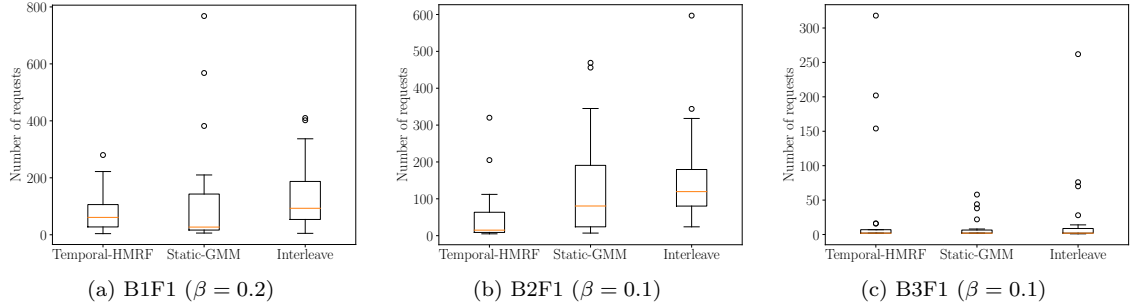 800
600
400
200
0
Number of requests
Temporal-HMRF Static-GMM Interleave
(a) B1F1 (β = 0.2)
600
500
400
300
200
100
0
Number of requests
Temporal-HMRF Static-GMM Interleave
(b) B2F1 (β = 0.1)
300
250
200
150
100
50
0
Number of requests
Temporal-HMRF Static-GMM Interleave
(c) B3F1 (β = 0.1)